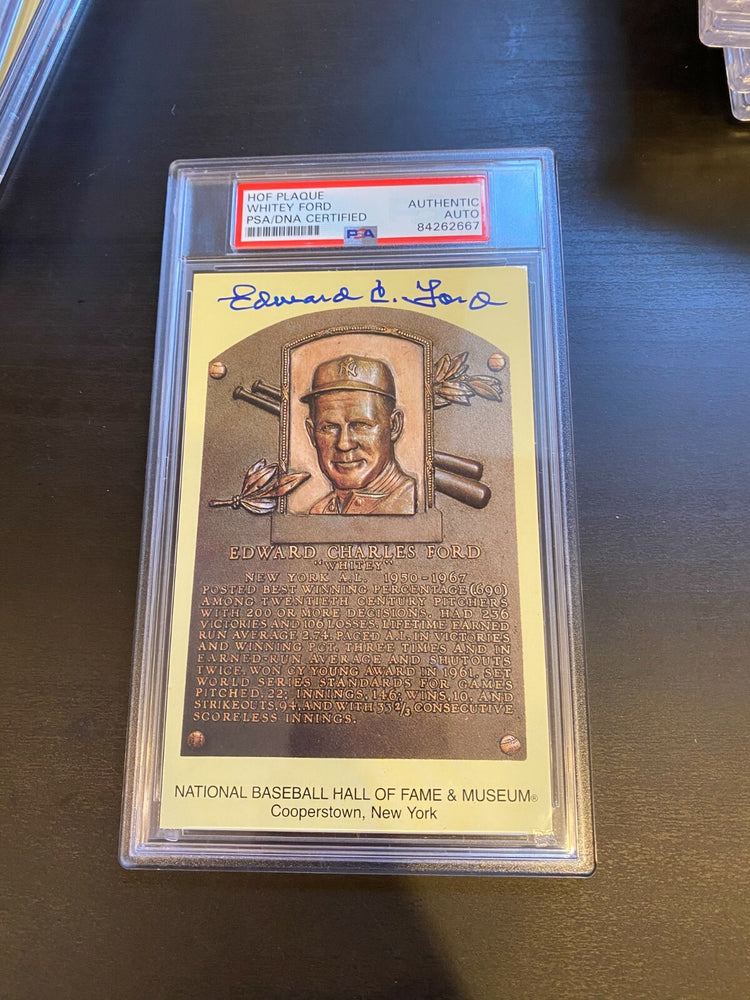 HOF PLAQUE
WHITEY FORD
PSA/DNA CERTIFIED
AUTHENTIC
AUTO
84262667
PSA
Edward C. Ford
NY
EDWARD CHARLES FORD
"WHITEY"
NEW YORK A.L. 1950-1967
POSTED BEST WINNING PERCENTAGE (.690)
AMONG TWENTIETH CENTURY PITCHERS
WITH 200 OR MORE DECISIONS. HAD 236
VICTORIES AND 106 LOSSES. LIFETIME EARNED
RUN AVERAGE 2.74. PACED A.L. IN VICTORIES
AND WINNING PCT. THREE TIMES AND IN
EARNED-RUN AVERAGE AND SHUTOUTS
TWICE. WON CY YOUNG AWARD IN 1961. SET
WORLD SERIES STANDARDS FOR GAMES
PITCHED, 22; INNINGS, 146; WINS, 10, AND
STRIKEOUTS, 94, AND WITH 33 2/3 CONSECUTIVE
SCORELESS INNINGS.
NATIONAL BASEBALL HALL OF FAME & MUSEUM®
Cooperstown, New York